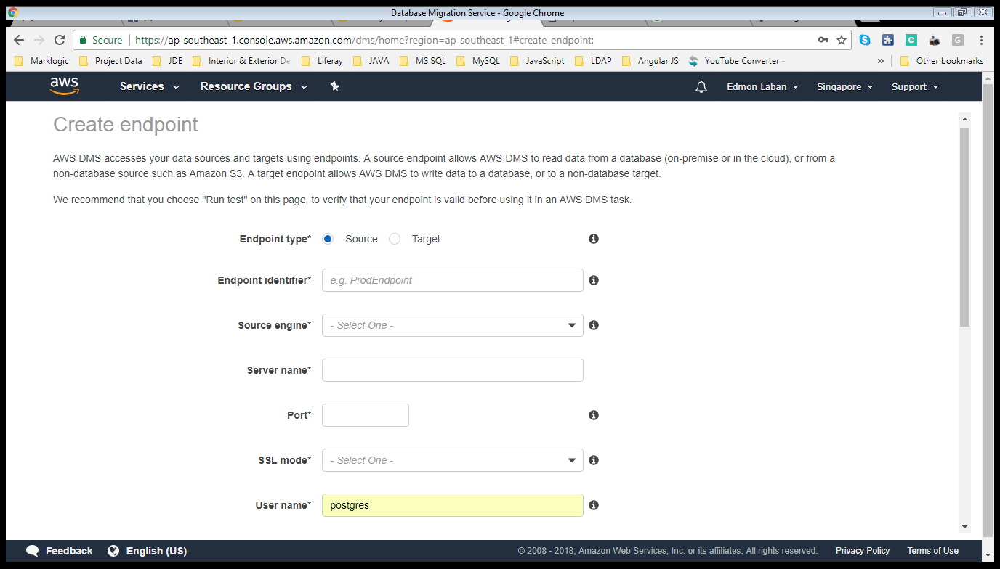 Database Migration Service - Google Chrome
Secure https://ap-southeast-1.console.aws.amazon.com/dms/home?region=ap-southeast-1#create-endpoint:
Marklogic Project Data JDE Interior & Exterior De Liferay JAVA MS SQL MySQL JavaScript LDAP Angular JS YouTube Converter - » Other bookmarks
aws Services Resource Groups Edmon Laban Singapore Support
Create endpoint
AWS DMS accesses your data sources and targets using endpoints. A source endpoint allows AWS DMS to read data from a database (on-premise or in the cloud), or from a
non-database source such as Amazon S3. A target endpoint allows AWS DMS to write data to a database, or to a non-database target.
We recommend that you choose "Run test" on this page, to verify that your endpoint is valid before using it in an AWS DMS task.
Endpoint type* Source Target
Endpoint identifier* e.g. ProdEndpoint
Source engine* - Select One -
Server name*
Port*
SSL mode* - Select One -
User name* postgres
Feedback English (US) © 2008 - 2018, Amazon Web Services, Inc. or its affiliates. All rights reserved. Privacy Policy Terms of Use